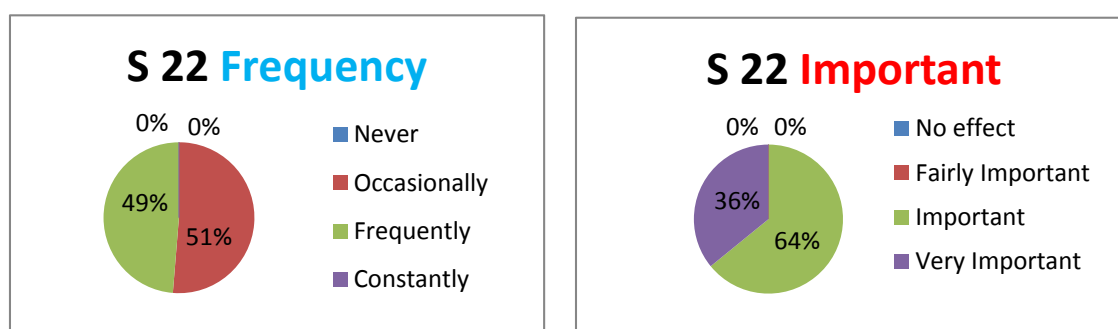 S 22 Frequency
0% 0%
49%
51%
Never
Occasionally
Frequently
Constantly
S 22 Important
0% 0%
36%
64%
No effect
Fairly Important
Important
Very Important